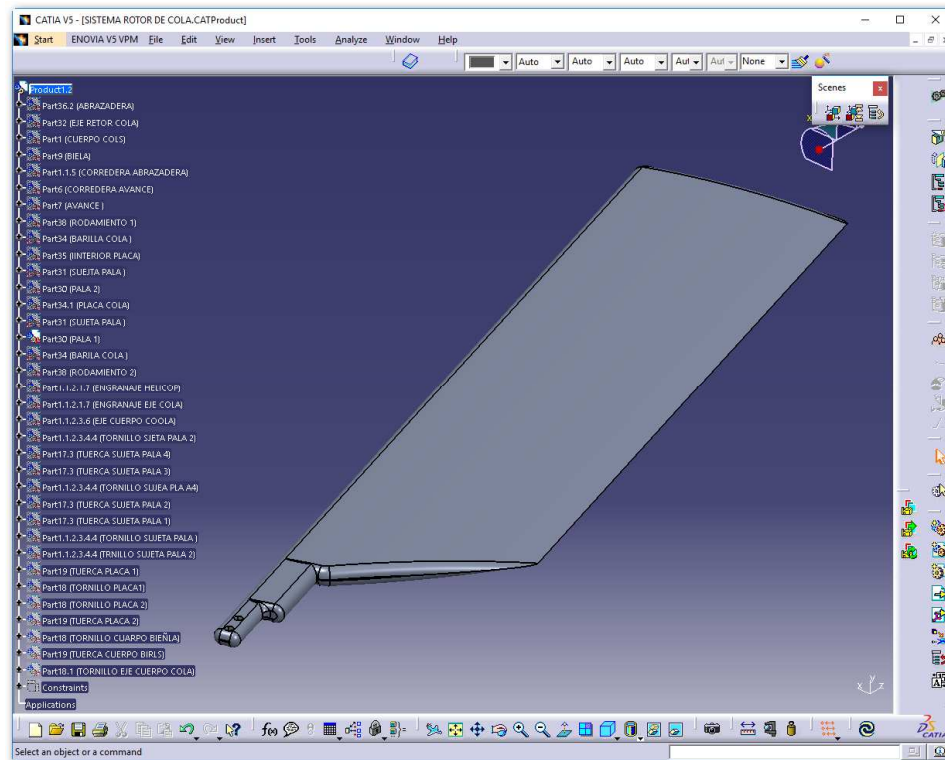 CATIA V5 - [SISTEMA ROTOR DE COLA.CATProduct]
Start ENOVIA V5 VPM File Edit View Insert Tools Analyze Window Help
Auto Auto Auto Aut Aut None
Scenes
Product1.2
Part36.2 (ABRAZADERA)
Part32 (EJE RETOR COLA)
Part1 (CUERPO COLS)
Part9 (BIELA)
Part1.1.5 (CORREDERA ABRAZADERA)
Part6 (CORREDERA AVANCE)
Part7 (AVANCE )
Part38 (RODAMIENTO 1)
Part34 (BARILLA COLA )
Part35 (IINTERIOR PLACA)
Part31 (SUEJTA PALA )
Part30 (PALA 2)
Part34.1 (PLACA COLA)
Part31 (SUJETA PALA )
Part30 (PALA 1)
Part34 (BARILA COLA )
Part38 (RODAMIENTO 2)
Part1.1.2.1.7 (ENGRANAJE HELICOP)
Part1.1.2.1.7 (ENGRANAJE EJE COLA)
Part1.1.2.3.6 (EJE CUERPO COOLA)
Part1.1.2.3.4.4 (TORNILLO SJETA PALA 2)
Part17.3 (TUERCA SUJETA PALA 4)
Part17.3 (TUERCA SUJETA PALA 3)
Part1.1.2.3.4.4 (TORNILLO SUJEA PLA A4)
Part17.3 (TUERCA SUJETA PALA 2)
Part17.3 (TUERCA SUJETA PALA 1)
Part1.1.2.3.4.4 (TORNILLO SUJETA PALA )
Part1.1.2.3.4.4 (TRNILLO SUJETA PALA 2)
Part19 (TUERCA PLACA 1)
Part18 (TORNILLO PLACA1)
Part18 (TORNILLO PLACA 2)
Part19 (TUERCA PLACA 2)
Part18 (TORNILLO CUARPO BIEÑLA)
Part19 (TUERCA CUERPO BIRLS)
Part18.1 (TORNILLO EJE CUERPO COLA)
Constraints
Applications
x y z
f(x)
CATIA
Select an object or a command